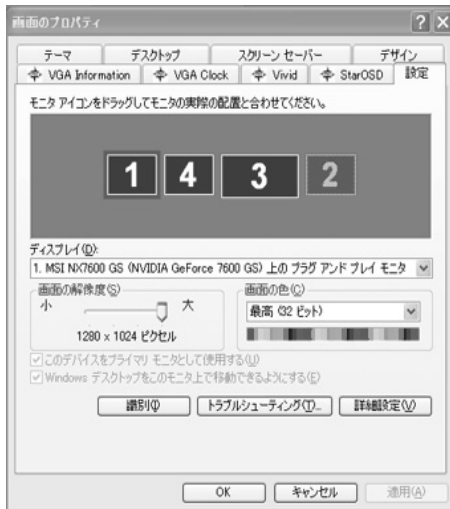 画面のプロパティ
テーマ デスクトップ スクリーン セーバー デザイン
VGA Information VGA Clock Vivid StarOSD 設定
モニタ アイコンをドラッグしてモニタの実際の配置と合わせてください。
1 4 3 2
ディスプレイ(D):
1. MSI NX7600 GS (NVIDIA GeForce 7600 GS) 上の プラグ アンド プレイ モニタ
画面の解像度(S) 画面の色(C)
小 大 最高 (32 ビット)
1280 x 1024 ピクセル
このデバイスをプライマリ モニタとして使用する(U)
Windows デスクトップをこのモニタ上で移動できるようにする(E)
識別(I) トラブルシューティング(T)... 詳細設定(V)
OK キャンセル 適用(A)